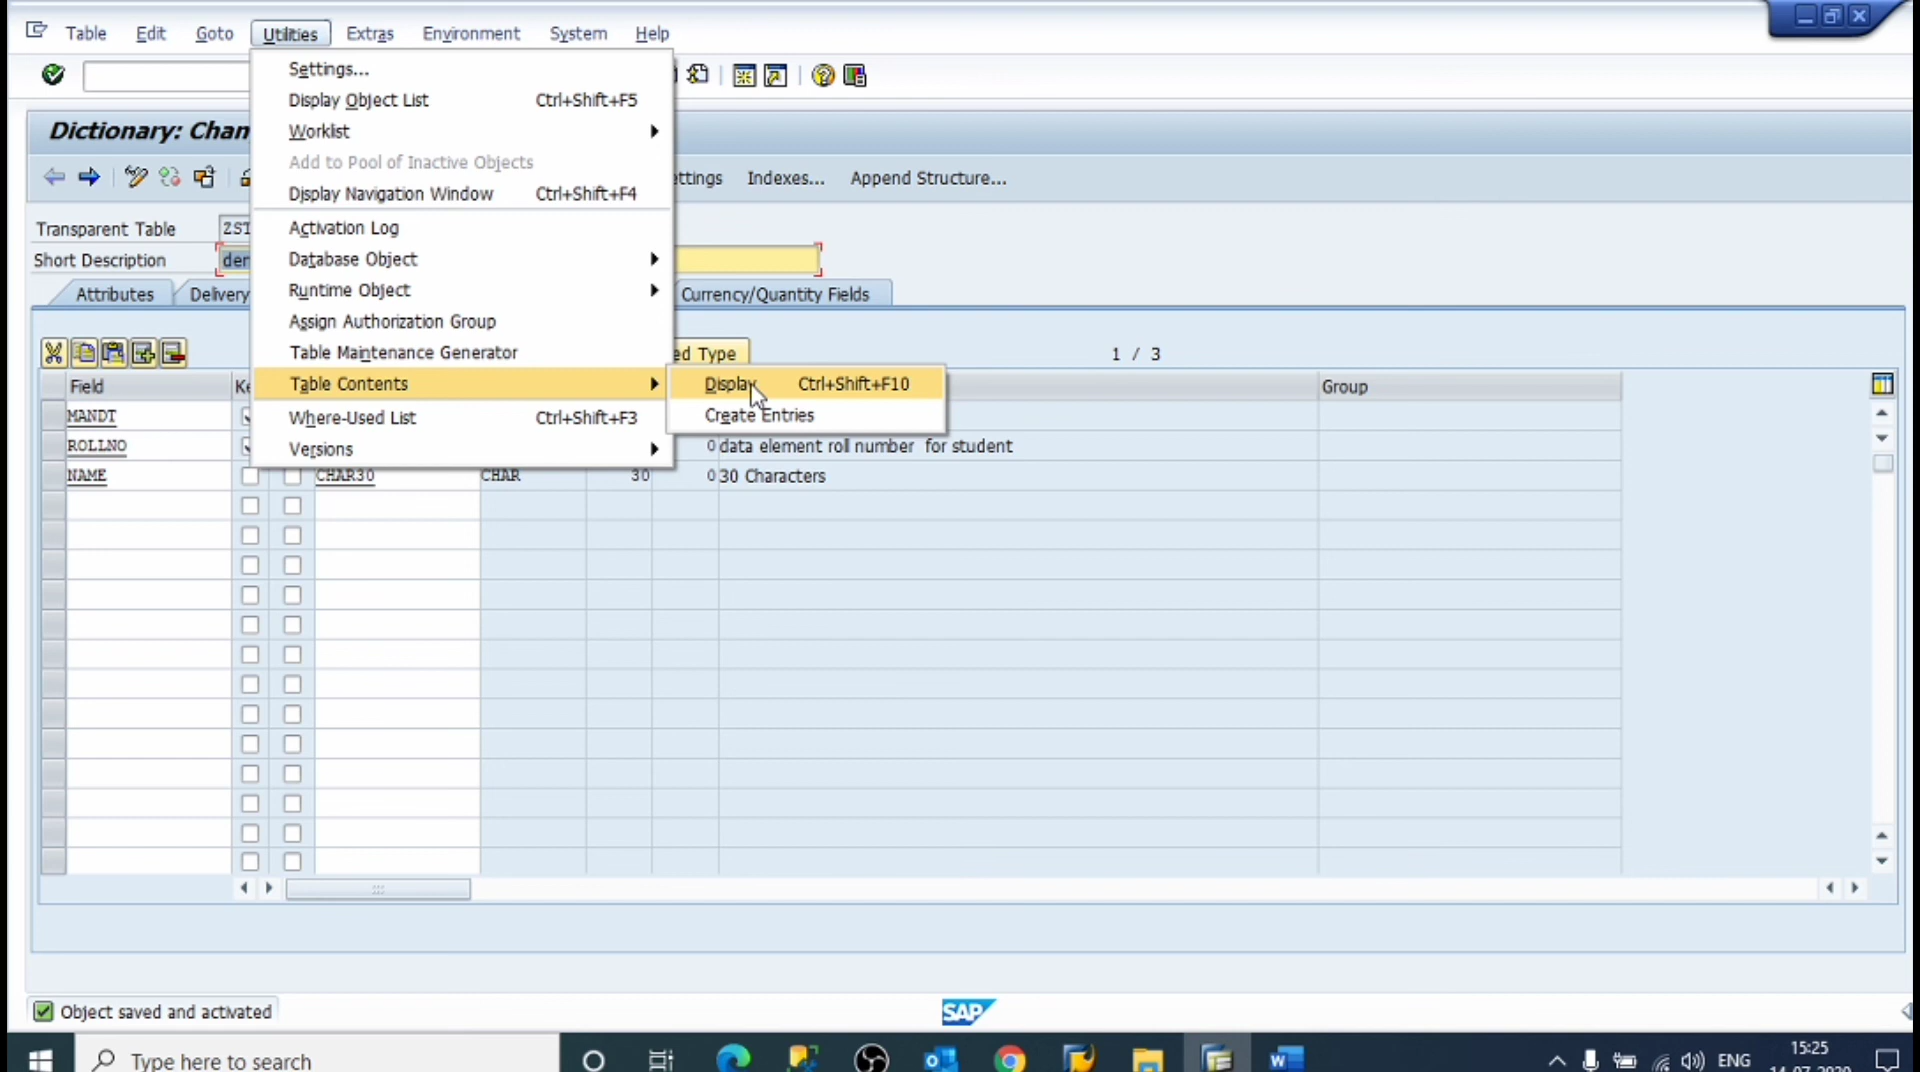 Table Edit Goto Utilities Extras Environment System Help
Settings...
Display Object List Ctrl+Shift+F5
Worklist
Add to Pool of Inactive Objects
Display Navigation Window Ctrl+Shift+F4
Activation Log
Database Object
Runtime Object
Assign Authorization Group
Table Maintenance Generator
Table Contents
Where-Used List Ctrl+Shift+F3
Versions
Display Ctrl+Shift+F10
Create Entries
Dictionary: Chan
ettings Indexes... Append Structure...
Transparent Table ZST
Short Description den
Attributes Delivery Currency/Quantity Fields
ed Type 1 / 3
Field Ke Group
MANDT
ROLLNO 0 data element roll number for student
NAME CHAR30 CHAR 30 0 30 Characters
Object saved and activated
SAP
Type here to search
ENG
15:25